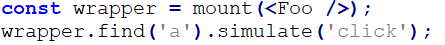 const wrapper = mount(<Foo />);
wrapper.find('a').simulate('click');